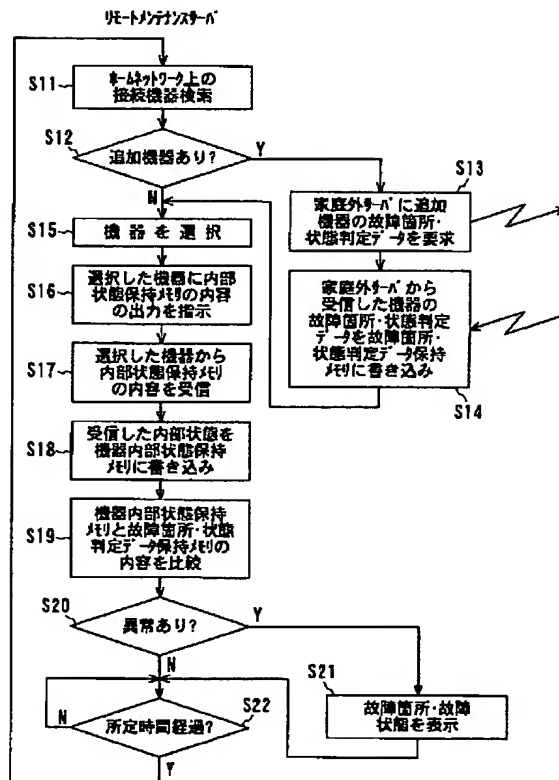 リモートメンテナンスサーバ
S11
ホームネットワーク上の
接続機器検索
S12
追加機器あり?
Y
N
S13
家庭外サーバに追加
機器の故障箇所・
状態判定データを要求
S15
機器を選択
S16
選択した機器に内部
状態保持メモリの内容
の出力を指示
家庭外サーバから
受信した機器の
故障箇所・状態判定
データを故障箇所・
状態判定データ保持
メモリに書き込み
S14
S17
選択した機器から
内部状態保持メモリ
の内容を受信
S18
受信した内部状態を
機器内部状態保持
メモリに書き込み
S19
機器内部状態保持
メモリと故障箇所・状態
判定データ保持メモリの
内容を比較
S20
異常あり?
Y
N
S21
故障箇所・故障
状態を表示
S22
所定時間経過?
N
Y